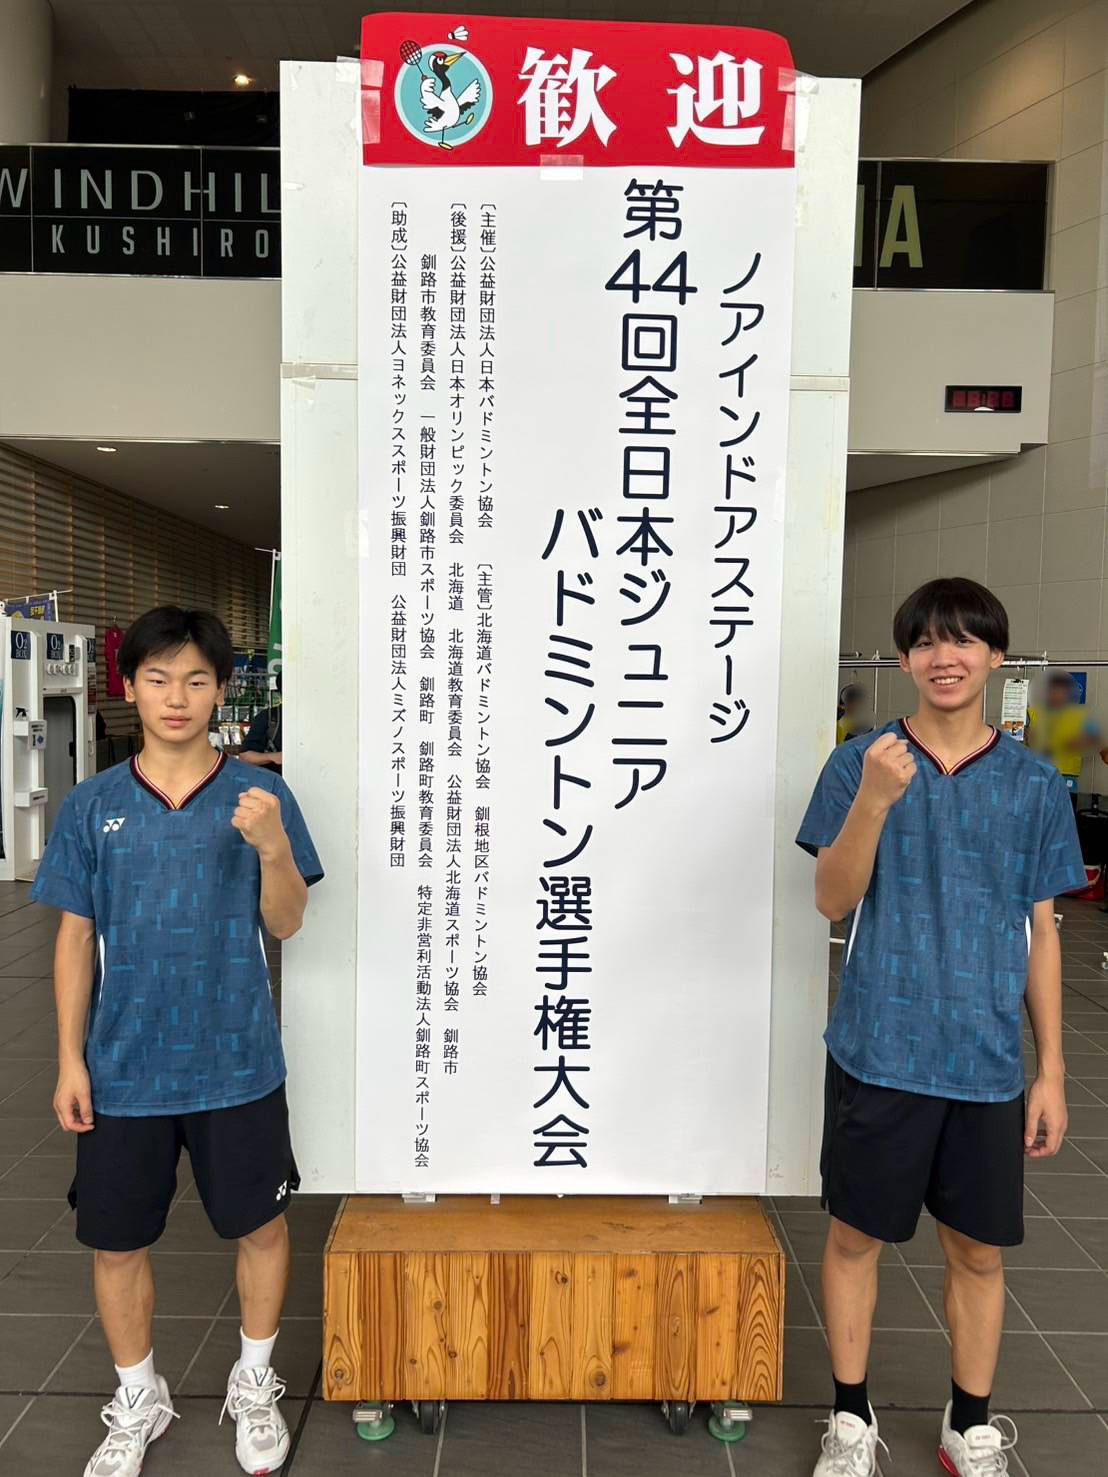 歓迎
ノアインドアステージ
第44回全日本ジュニア
バドミントン選手権大会
〔主催〕公益財団法人日本バドミントン協会 〔主管〕北海道バドミントン協会 釧根地区バドミントン協会
〔後援〕公益財団法人日本オリンピック委員会 北海道 北海道教育委員会 公益財団法人北海道スポーツ協会 釧路市
釧路市教育委員会 一般財団法人釧路市スポーツ協会 釧路町 釧路町教育委員会 特定非営利活動法人釧路町スポーツ協会
〔助成〕公益財団法人ヨネックススポーツ振興財団 公益財団法人ミズノスポーツ振興財団
WINDHIL
KUSHIRO
NA
O2
BOX
O2